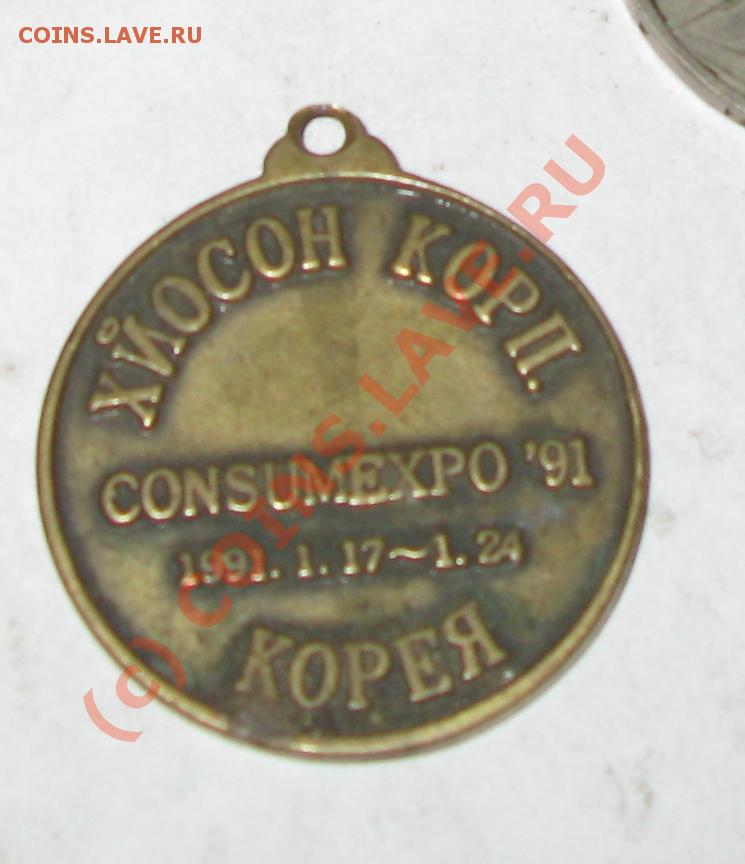 COINS.LAVE.RU
ХЙОСОН КОРП.
CONSUMEXPO '91
1991.1.17~1.24
КОРЕЯ
(c) COINS.LAVE.RU